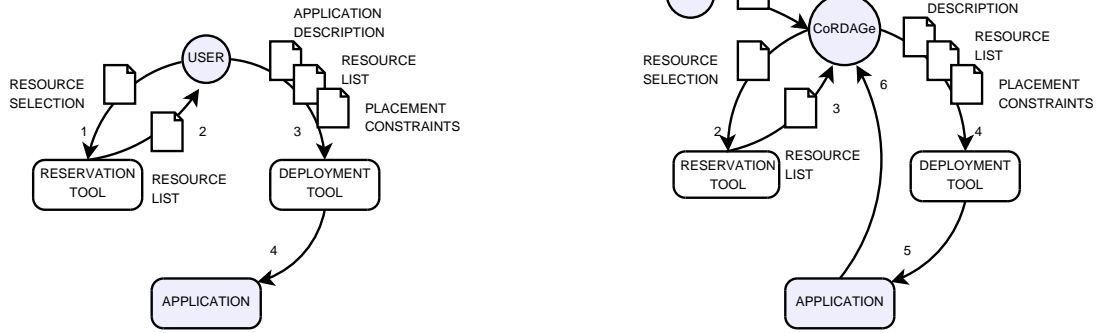 APPLICATION
DESCRIPTION
USER
RESOURCE
LIST
RESOURCE
SELECTION
PLACEMENT
CONSTRAINTS
1
2
3
RESERVATION
TOOL
RESOURCE
LIST
DEPLOYMENT
TOOL
4
APPLICATION
DESCRIPTION
CoRDAGe
RESOURCE
LIST
RESOURCE
SELECTION
6
PLACEMENT
CONSTRAINTS
3
2
4
RESERVATION
TOOL
RESOURCE
LIST
DEPLOYMENT
TOOL
5
APPLICATION